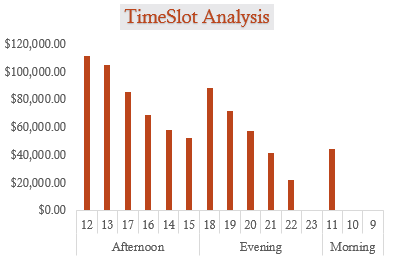 TimeSlot Analysis
$120,000.00
$100,000.00
$80,000.00
$60,000.00
$40,000.00
$20,000.00
$0.00
12 13 17 16 14 15 18 19 20 21 22 23 11 10 9
Afternoon Evening Morning